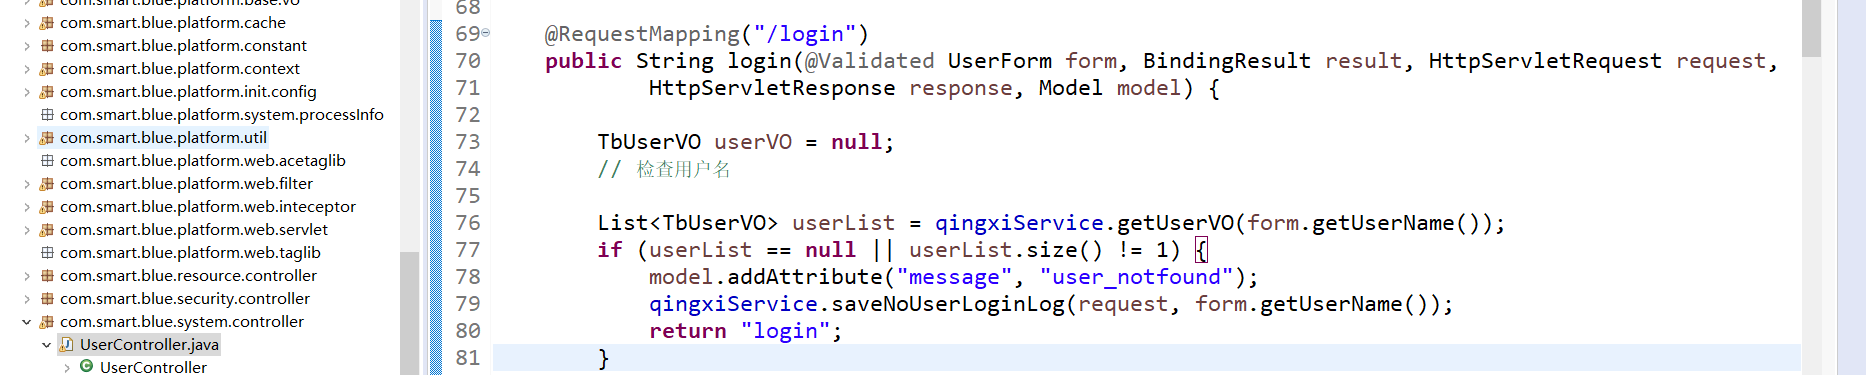 com.smart.blue.platform.base.vo
com.smart.blue.platform.cache
com.smart.blue.platform.constant
com.smart.blue.platform.context
com.smart.blue.platform.init.config
com.smart.blue.platform.system.processInfo
com.smart.blue.platform.util
com.smart.blue.platform.web.acetaglib
com.smart.blue.platform.web.filter
com.smart.blue.platform.web.inteceptor
com.smart.blue.platform.web.servlet
com.smart.blue.platform.web.taglib
com.smart.blue.resource.controller
com.smart.blue.security.controller
com.smart.blue.system.controller
UserController.java
UserController
68
69 @RequestMapping("/login")
70 public String login(@Validated UserForm form, BindingResult result, HttpServletRequest request,
71 HttpServletResponse response, Model model) {
72
73 TbUserVO userVO = null;
74 // 检查用户名
75
76 List<TbUserVO> userList = qingxiService.getUserVO(form.getUserName());
77 if (userList == null || userList.size() != 1) {
78 model.addAttribute("message", "user_notfound");
79 qingxiService.saveNoUserLoginLog(request, form.getUserName());
80 return "login";
81 }